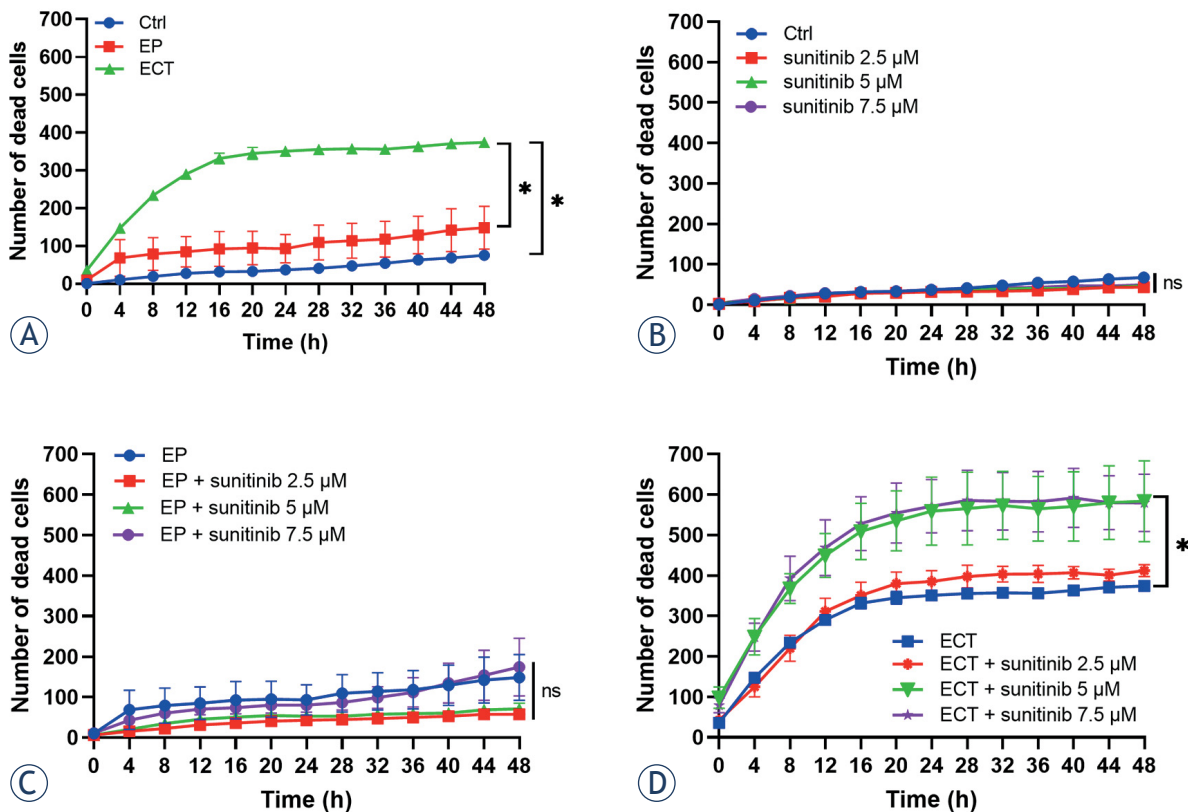 Number of dead cells
700
600
500
400
300
200
100
0
Ctrl
EP
ECT
*
*
0 4 8 12 16 20 24 28 32 36 40 44 48
Time (h)
A
Number of dead cells
700
600
500
400
300
200
100
0
Ctrl
sunitinib 2.5 µM
sunitinib 5 µM
sunitinib 7.5 µM
ns
0 4 8 12 16 20 24 28 32 36 40 44 48
Time (h)
B
Number of dead cells
700
600
500
400
300
200
100
0
EP
EP + sunitinib 2.5 µM
EP + sunitinib 5 µM
EP + sunitinib 7.5 µM
ns
0 4 8 12 16 20 24 28 32 36 40 44 48
Time (h)
C
Number of dead cells
700
600
500
400
300
200
100
0
*
ECT
ECT + sunitinib 2.5 µM
ECT + sunitinib 5 µM
ECT + sunitinib 7.5 µM
0 4 8 12 16 20 24 28 32 36 40 44 48
Time (h)
D